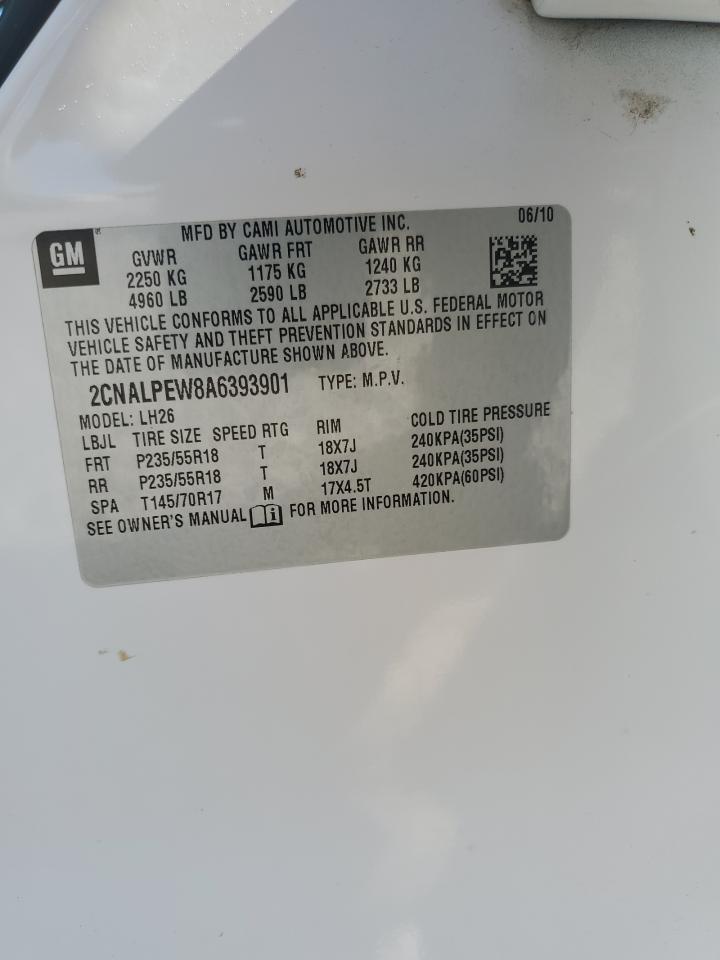 GM
MFD BY CAMI AUTOMOTIVE INC. 06/10
GVWR GAWR FRT GAWR RR
2250 KG 1175 KG 1240 KG
4960 LB 2590 LB 2733 LB
THIS VEHICLE CONFORMS TO ALL APPLICABLE U.S. FEDERAL MOTOR
VEHICLE SAFETY AND THEFT PREVENTION STANDARDS IN EFFECT ON
THE DATE OF MANUFACTURE SHOWN ABOVE.
2CNALPEW8A6393901 TYPE: M.P.V.
MODEL: LH26
LBJL TIRE SIZE SPEED RTG RIM COLD TIRE PRESSURE
FRT P235/55R18 T 18X7J 240KPA(35PSI)
RR P235/55R18 T 18X7J 240KPA(35PSI)
SPA T145/70R17 M 17X4.5T 420KPA(60PSI)
SEE OWNER'S MANUAL i FOR MORE INFORMATION.